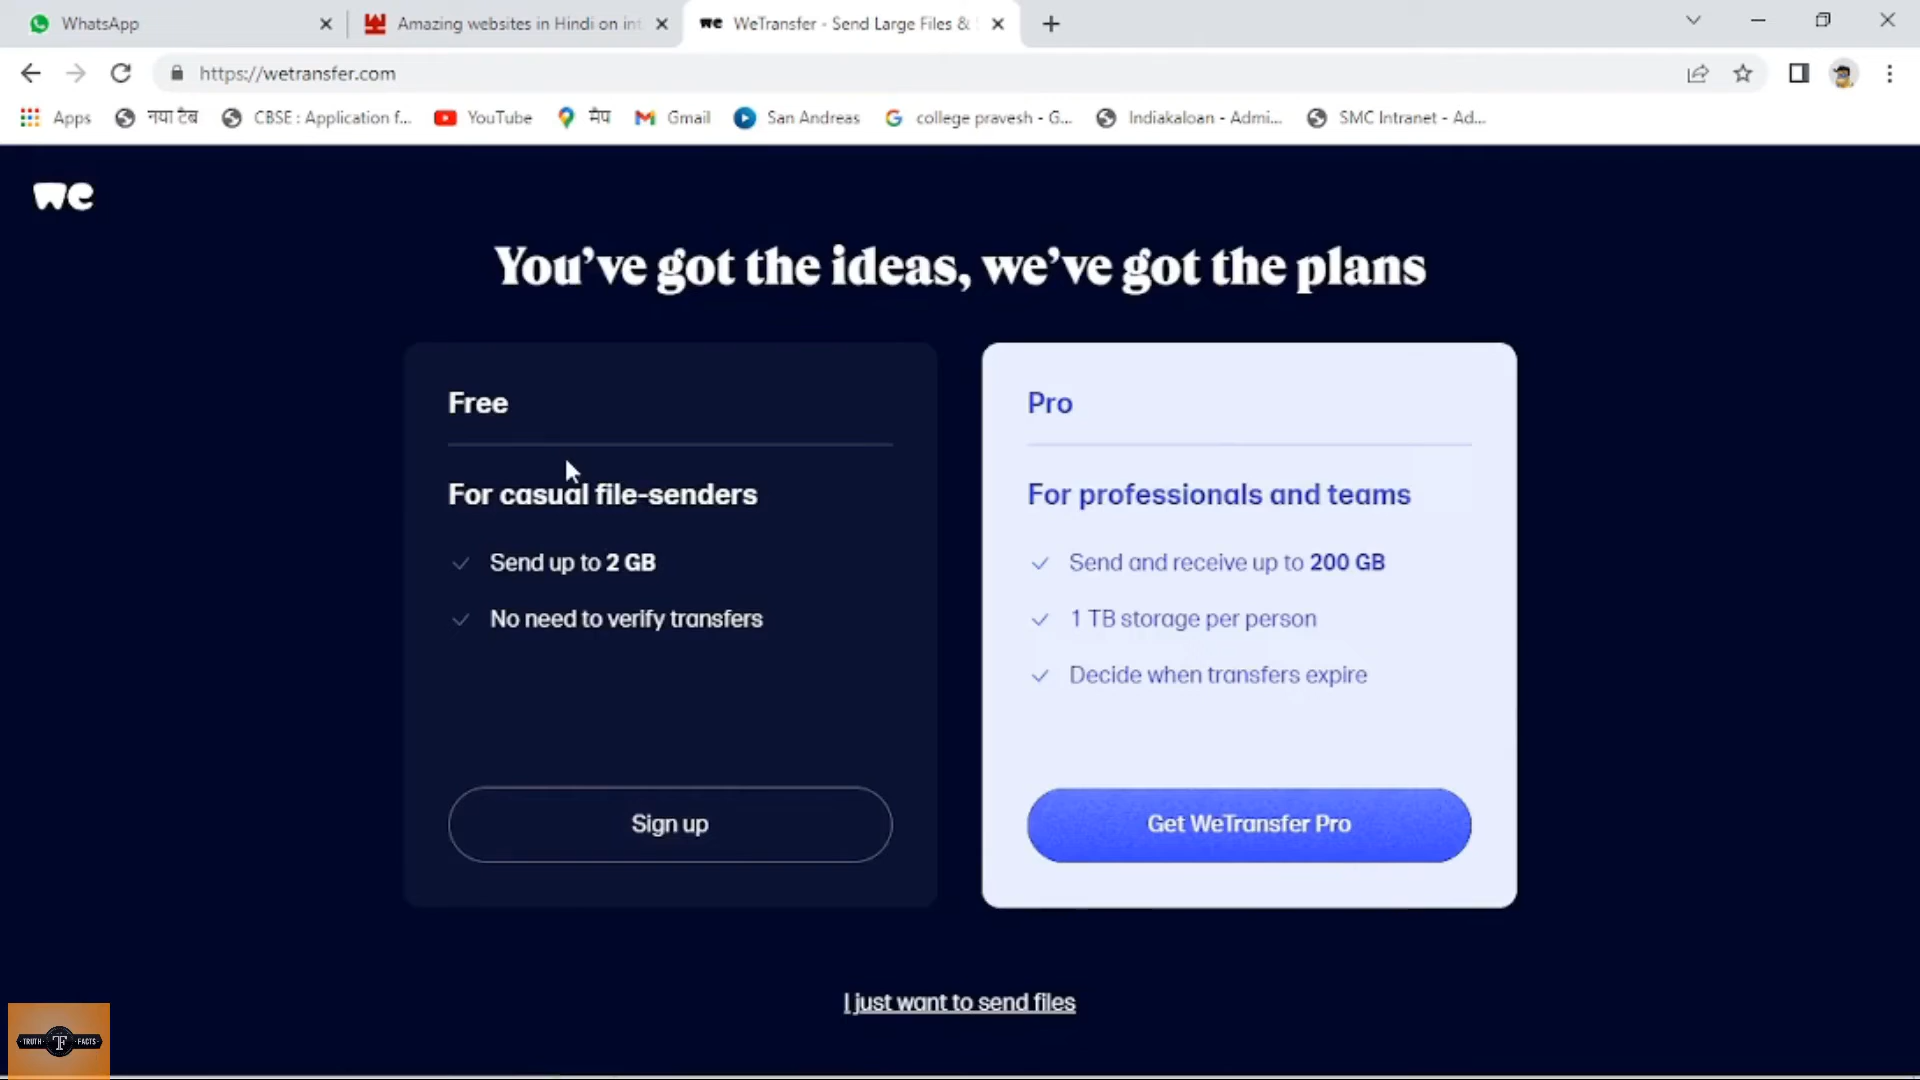 WhatsApp
Amazing websites in Hindi on int
WeTransfer - Send Large Files &
https://wetransfer.com
Apps
नया टैब
CBSE : Application f...
YouTube
मैप
Gmail
San Andreas
college pravesh - G...
Indiakaloan - Admi...
SMC Intranet - Ad...
we
You’ve got the ideas, we’ve got the plans
Free
For casual file-senders
Send up to 2 GB
No need to verify transfers
Sign up
Pro
For professionals and teams
Send and receive up to 200 GB
1 TB storage per person
Decide when transfers expire
Get WeTransfer Pro
I just want to send files
TRUTH TF FACTS